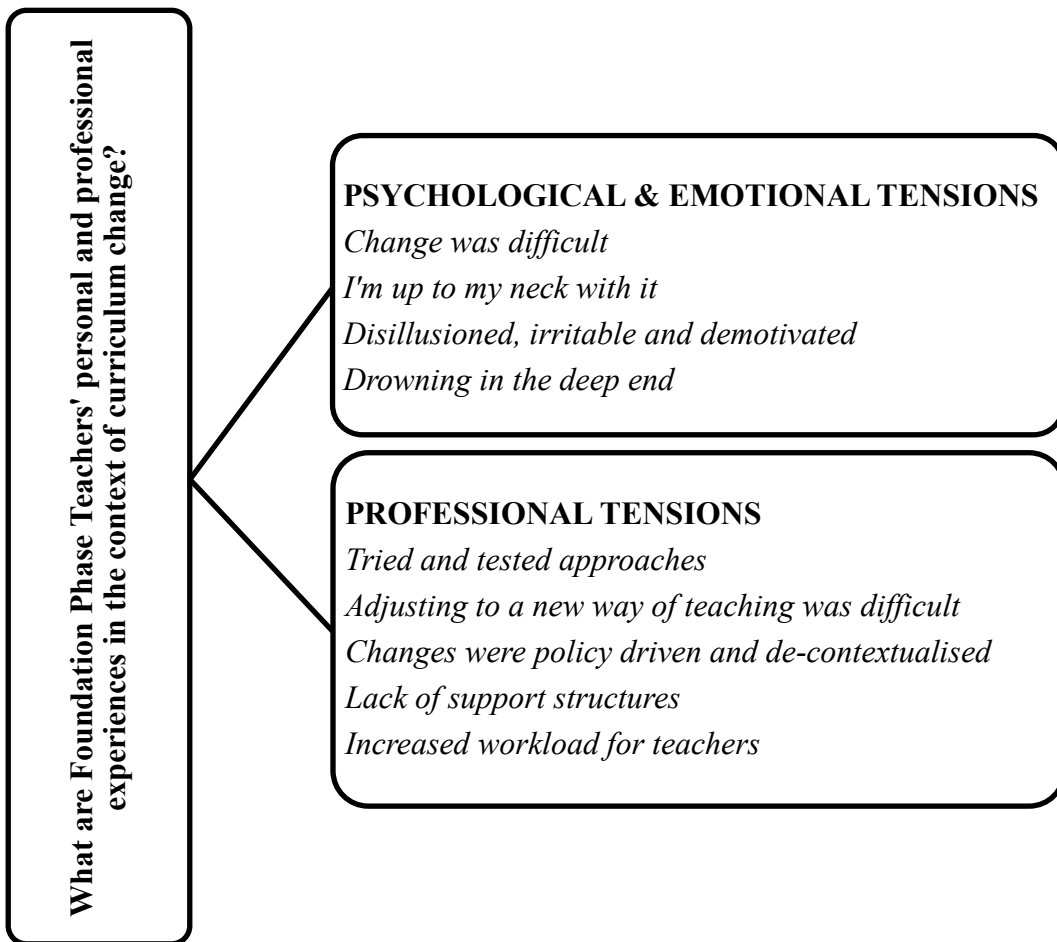 What are Foundation Phase Teachers' personal and professional
experiences in the context of curriculum change?
PSYCHOLOGICAL & EMOTIONAL TENSIONS
Change was difficult
I'm up to my neck with it
Disillusioned, irritable and demotivated
Drowning in the deep end
PROFESSIONAL TENSIONS
Tried and tested approaches
Adjusting to a new way of teaching was difficult
Changes were policy driven and de-contextualised
Lack of support structures
Increased workload for teachers